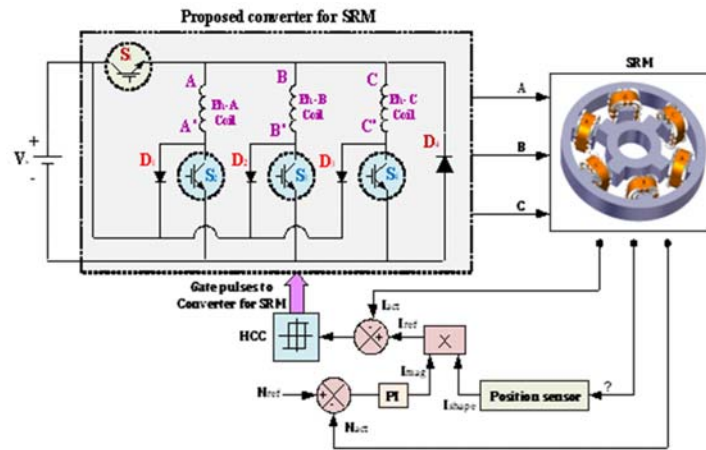 Proposed converter for SRM
S₁
SRM
A B C
A
Ph-A Coil
Ph-B Coil
Ph-C Coil
A" B" C"
D₁ D₂ D₃ D₄
S₂
+
V
-
B
C
Gate pulses to
Converter for SRM
Iact
HCC
- +
Iref
X
Imag
Nref
+ -
PI
Ishape
Position sensor
?
Nact